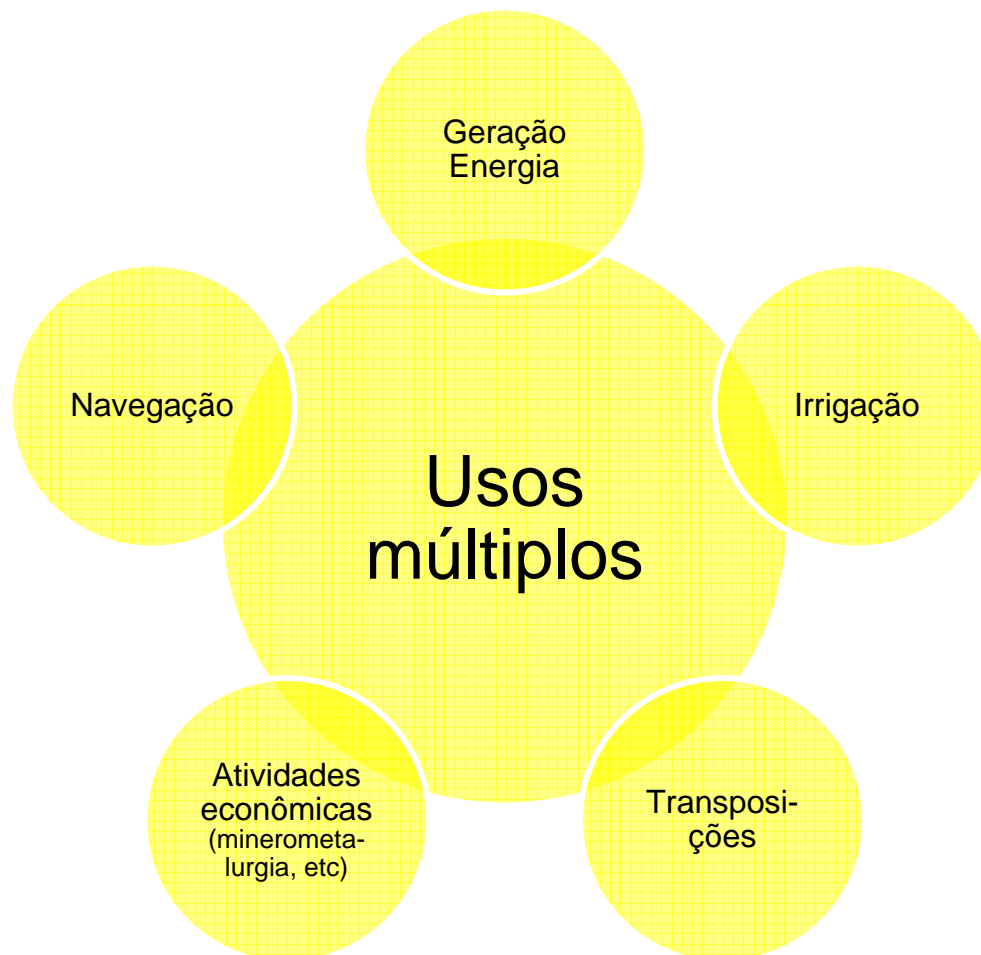 Geração
Energia
Navegação
Irrigação
Usos
múltiplos
Atividades
econômicas
(minerometa-
lurgia, etc)
Transposi-
ções